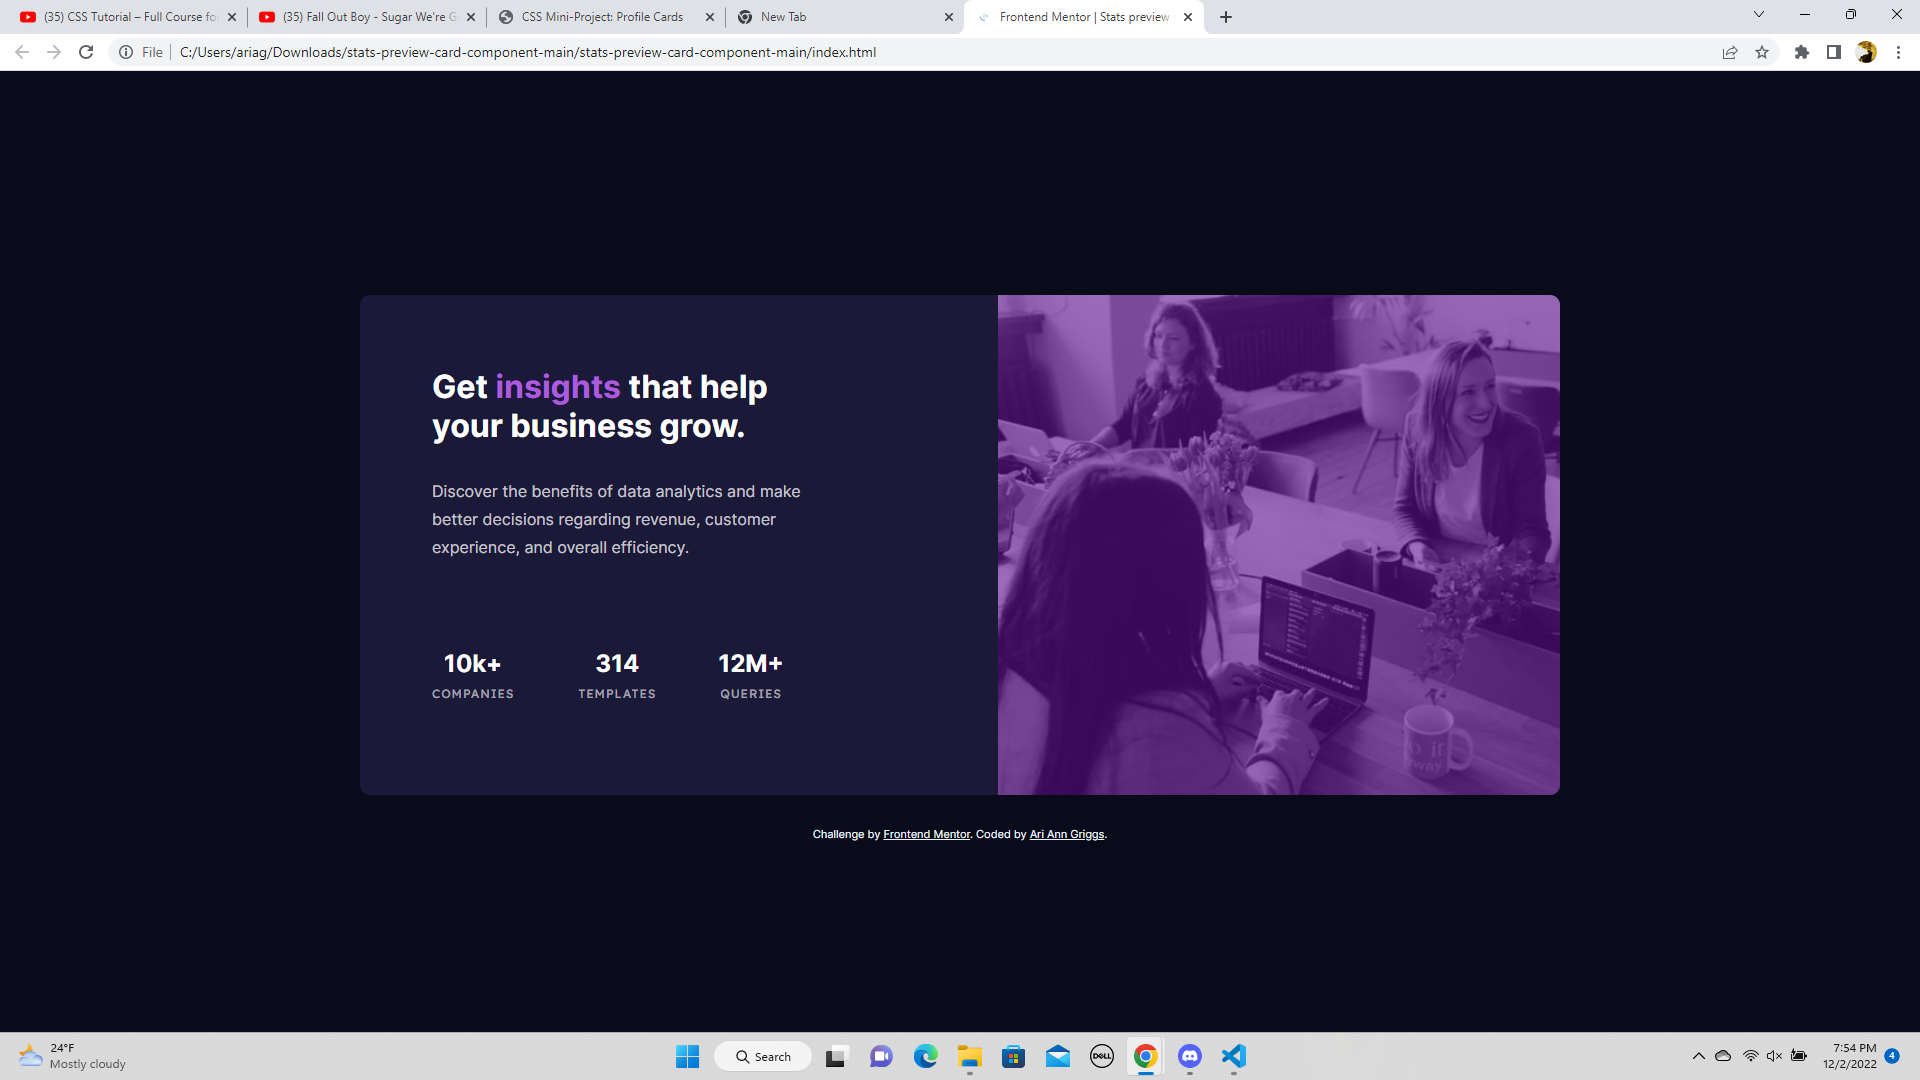 (35) CSS Tutorial – Full Course fo
(35) Fall Out Boy - Sugar We're G
CSS Mini-Project: Profile Cards
New Tab
Frontend Mentor | Stats preview
File
C:/Users/ariag/Downloads/stats-preview-card-component-main/stats-preview-card-component-main/index.html
Get insights that help
your business grow.
Discover the benefits of data analytics and make
better decisions regarding revenue, customer
experience, and overall efficiency.
10k+
COMPANIES
314
TEMPLATES
12M+
QUERIES
Challenge by Frontend Mentor. Coded by Ari Ann Griggs.
24°F
Mostly cloudy
Search
DELL
7:54 PM
12/2/2022
4